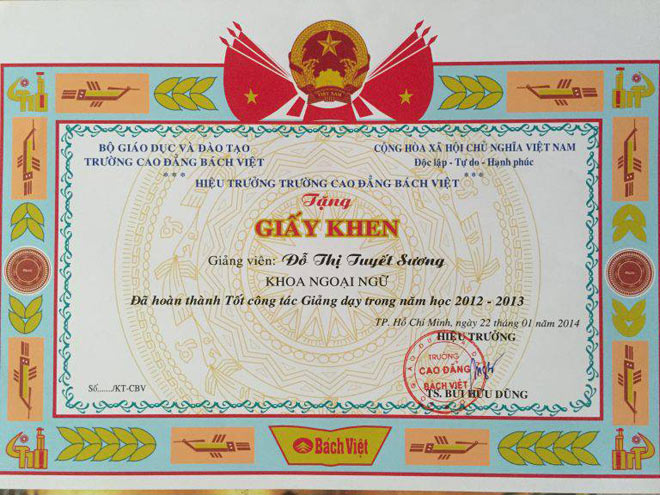 VIỆT NAM
BỘ GIÁO DỤC VÀ ĐÀO TẠO
TRƯỜNG CAO ĐẲNG BÁCH VIỆT
***
CỘNG HÒA XÃ HỘI CHỦ NGHĨA VIỆT NAM
Độc lập - Tự do - Hạnh phúc
***
HIỆU TRƯỞNG TRƯỜNG CAO ĐẲNG BÁCH VIỆT
Tặng
GIẤY KHEN
Giảng viên: Đỗ Thị Tuyết Sương
KHOA NGOẠI NGỮ
Đã hoàn thành Tốt công tác Giảng dạy trong năm học 2012 - 2013
TP. Hồ Chí Minh, ngày 22 tháng 01 năm 2014
HIỆU TRƯỞNG
TRƯỜNG
CAO ĐẲNG
BÁCH VIỆT
TS. BÙI HỮU DŨNG
Số....../KT-CBV
Bách Việt